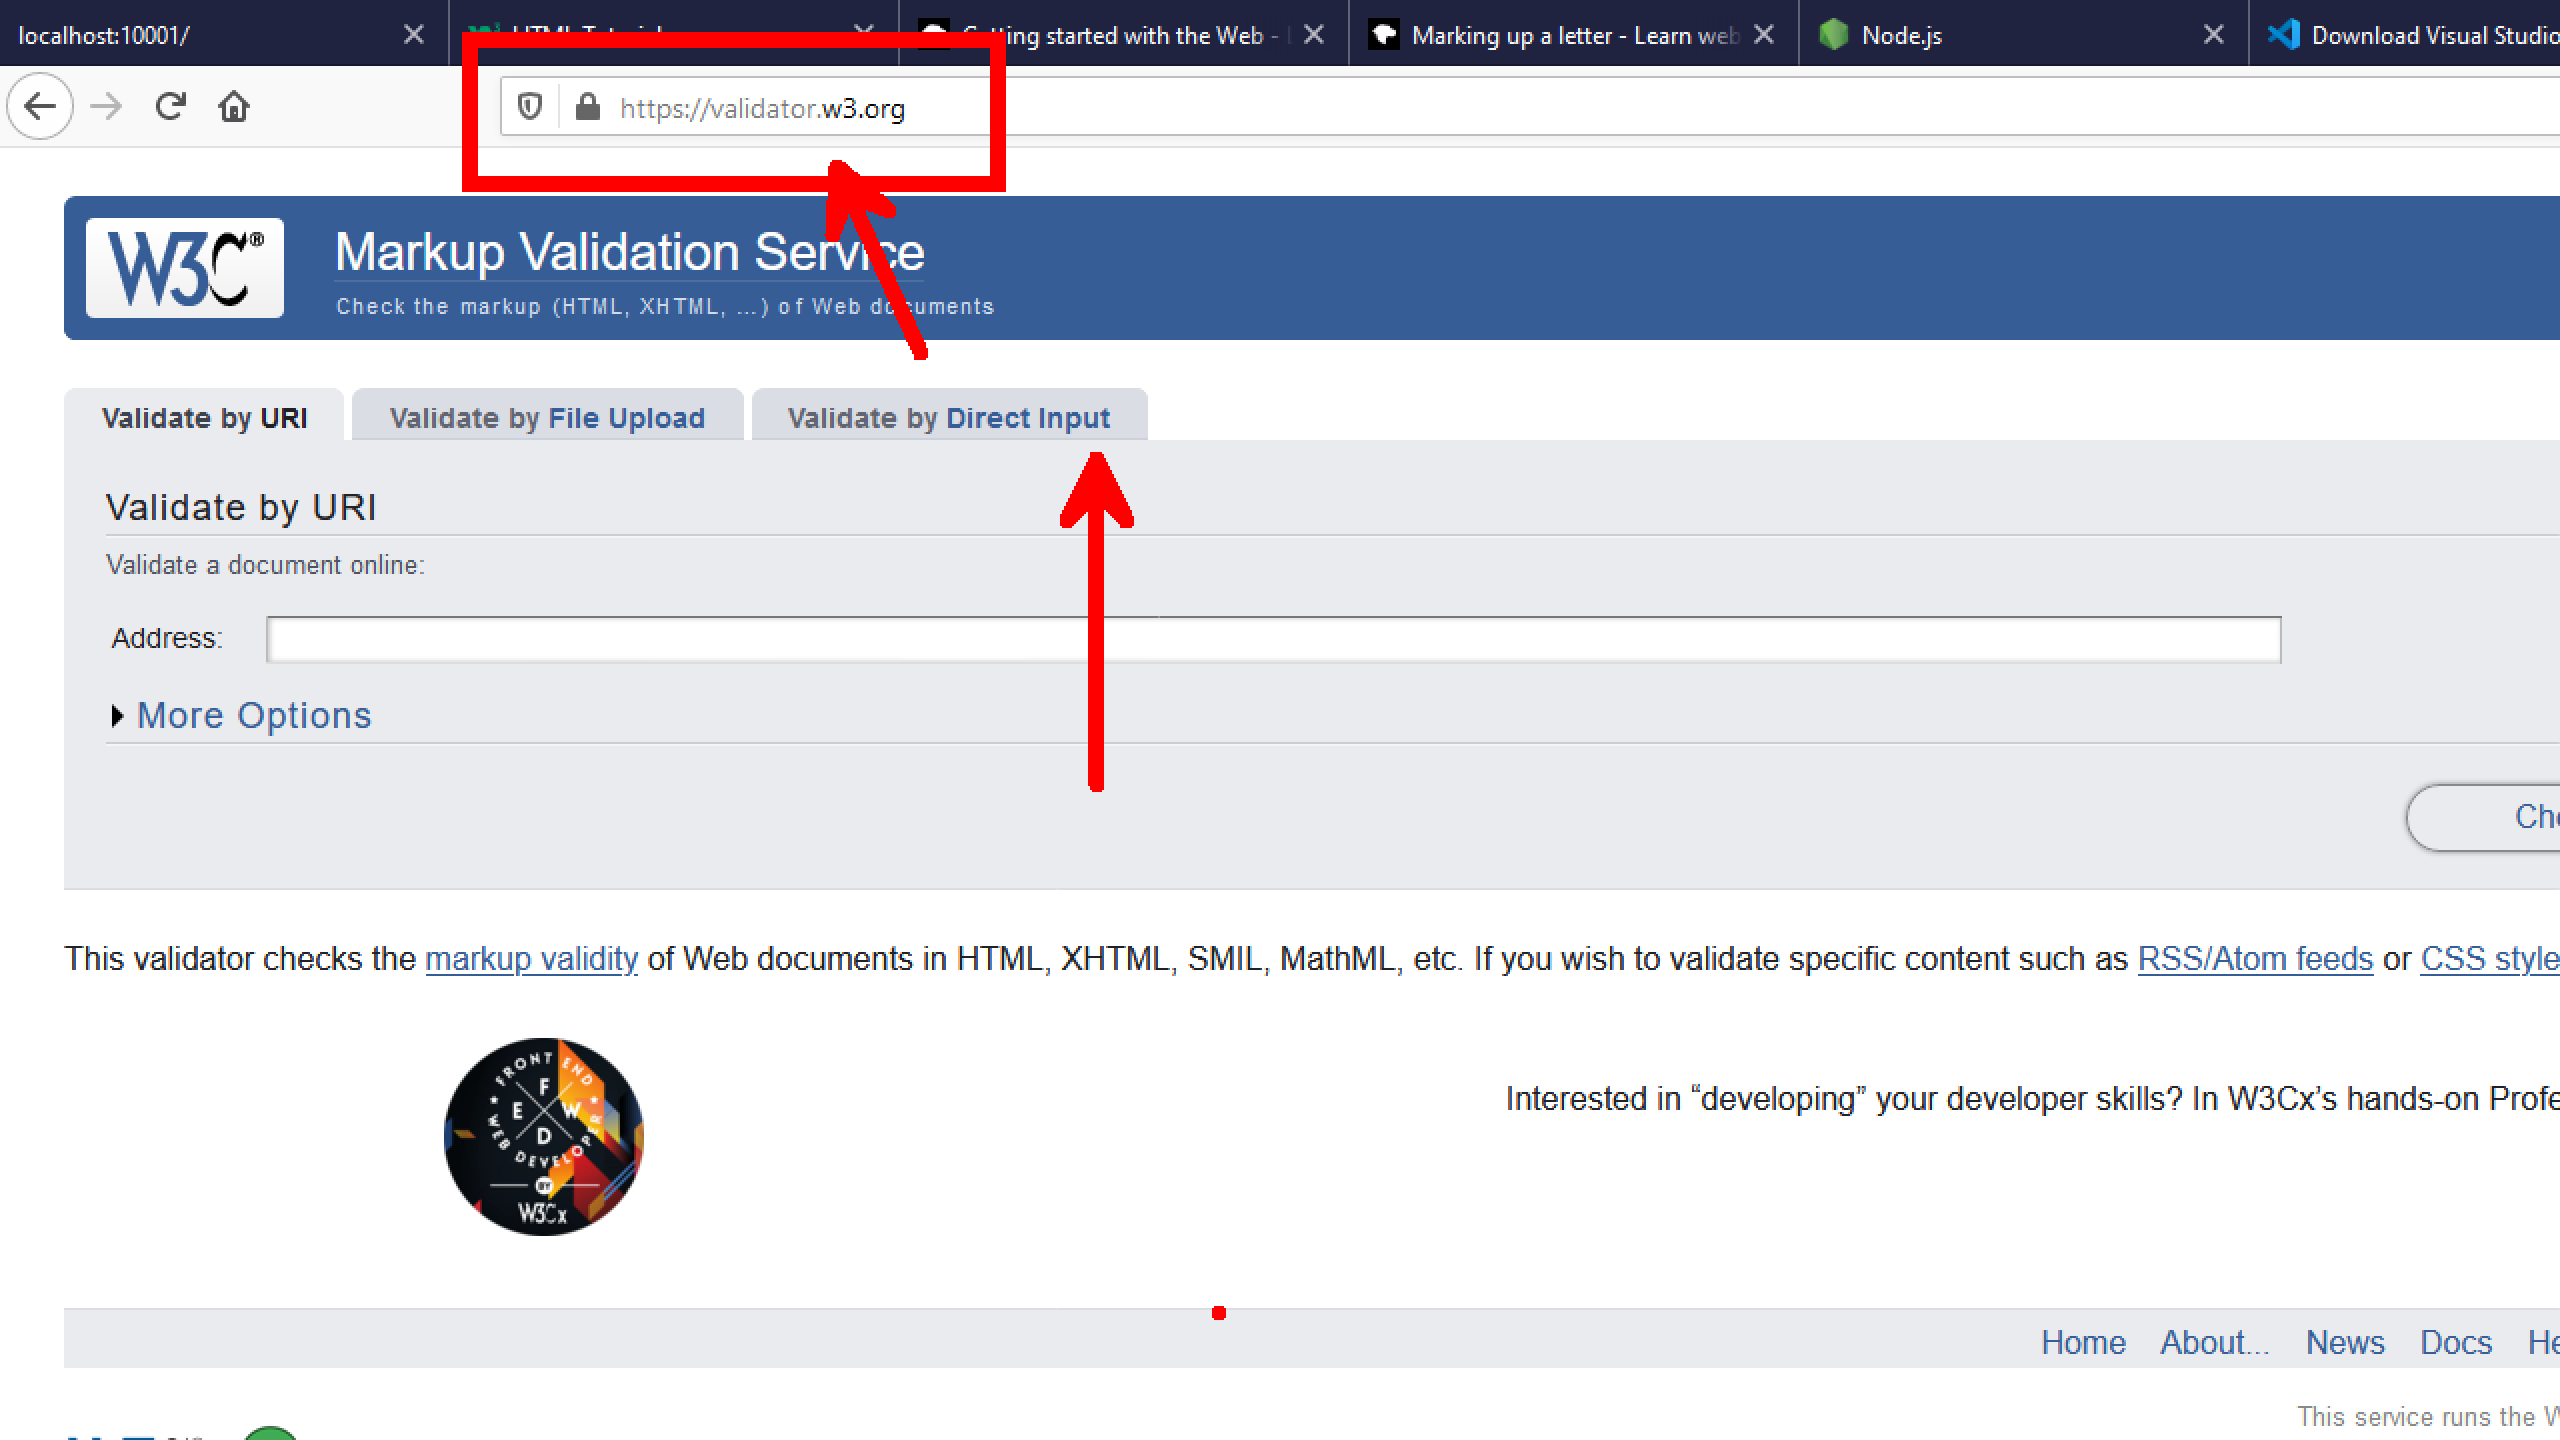 localhost:10001/
HTML Tutorial
Getting started with the Web -
Marking up a letter - Learn web
Node.js
Download Visual Studio
https://validator.w3.org
W3C®
Markup Validation Service
Check the markup (HTML, XHTML, …) of Web documents
Validate by URI
Validate by File Upload
Validate by Direct Input
Validate by URI
Validate a document online:
Address:
More Options
Che
This validator checks the markup validity of Web documents in HTML, XHTML, SMIL, MathML, etc. If you wish to validate specific content such as RSS/Atom feeds or CSS style
FRONT END
F
E W
D
WEB DEVELOPER
BY
W3Cx
Interested in “developing” your developer skills? In W3Cx’s hands-on Profe
Home About... News Docs He
This service runs the W